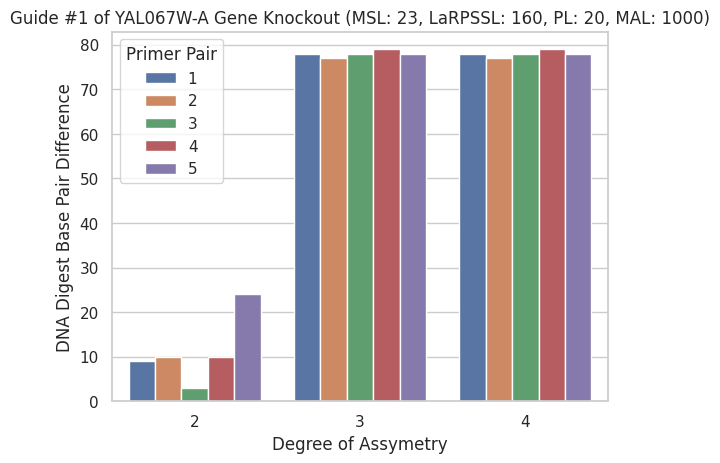 Guide #1 of YAL067W-A Gene Knockout (MSL: 23, LaRPSSL: 160, PL: 20, MAL: 1000)
DNA Digest Base Pair Difference
80
70
60
50
40
30
20
10
0
Primer Pair
1
2
3
4
5
2 3 4
Degree of Assymetry